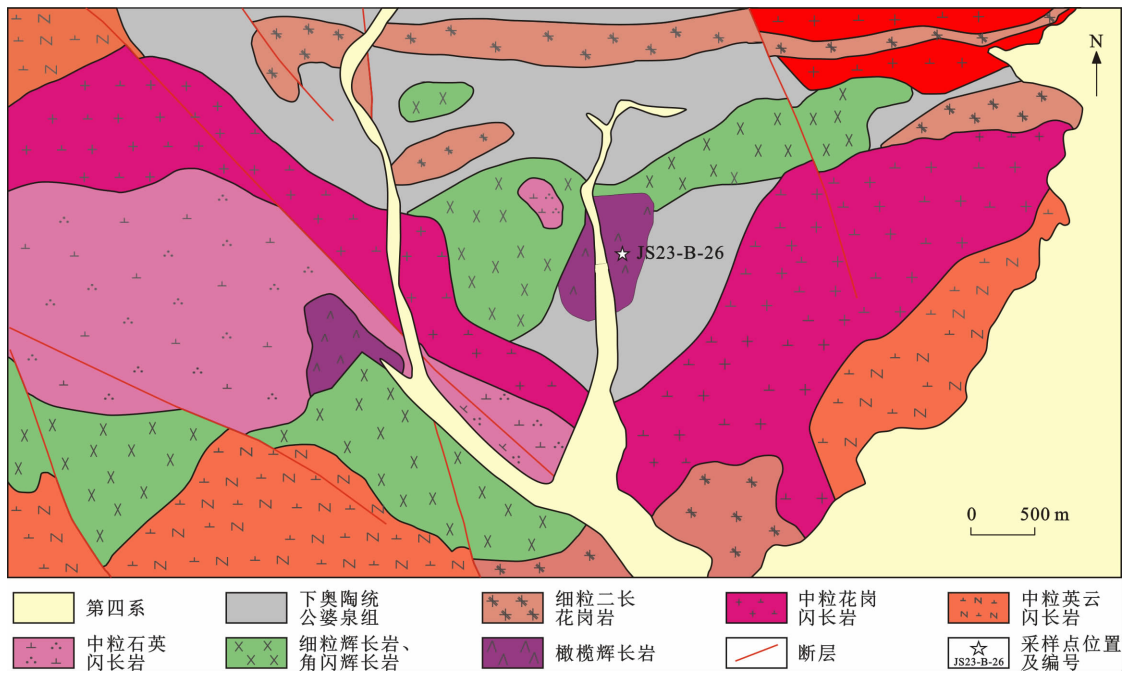 N
JS23-B-26
0 500 m
第四系
下奥陶统
公婆泉组
细粒二长
花岗岩
中粒花岗
闪长岩
中粒英云
闪长岩
中粒石英
闪长岩
细粒辉长岩、
角闪辉长岩
橄榄辉长岩
断层
JS23-B-26
采样点位置
及编号